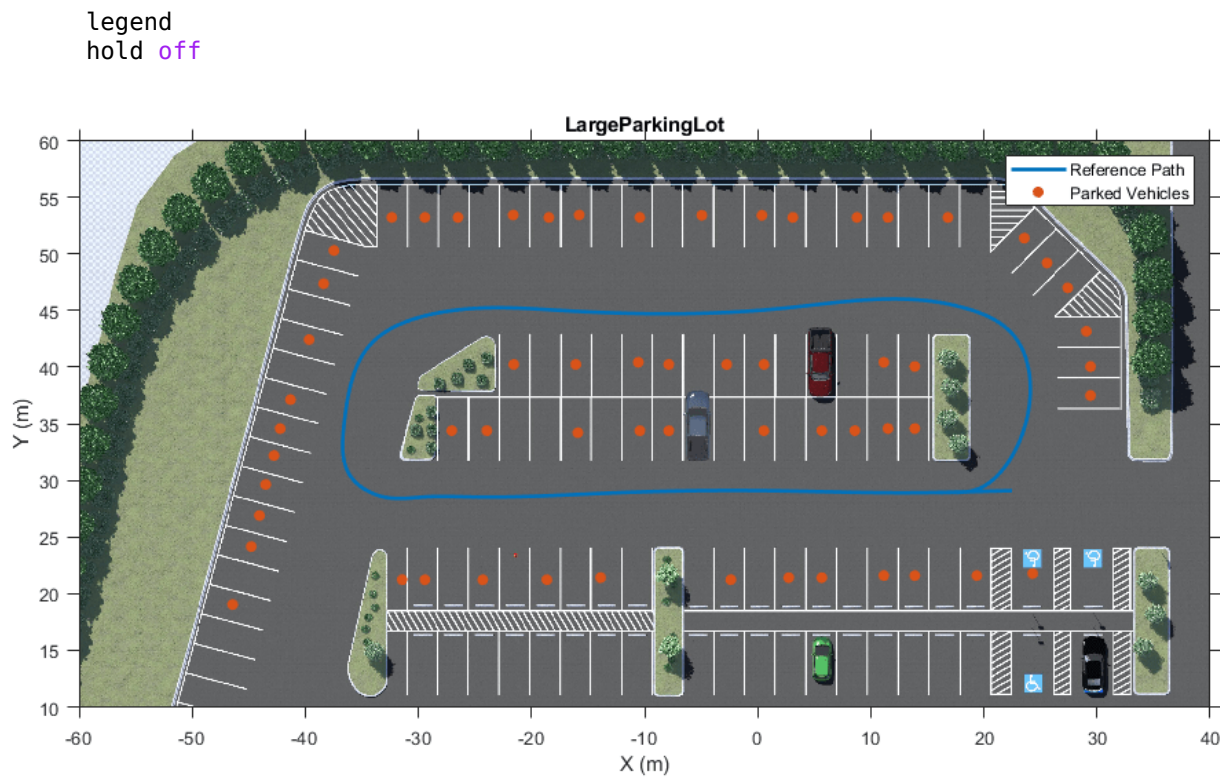 legend
hold off
LargeParkingLot
Reference Path
Parked Vehicles
60
55
50
45
40
35
30
25
20
15
10
Y (m)
-60 -50 -40 -30 -20 -10 0 10 20 30 40
X (m)